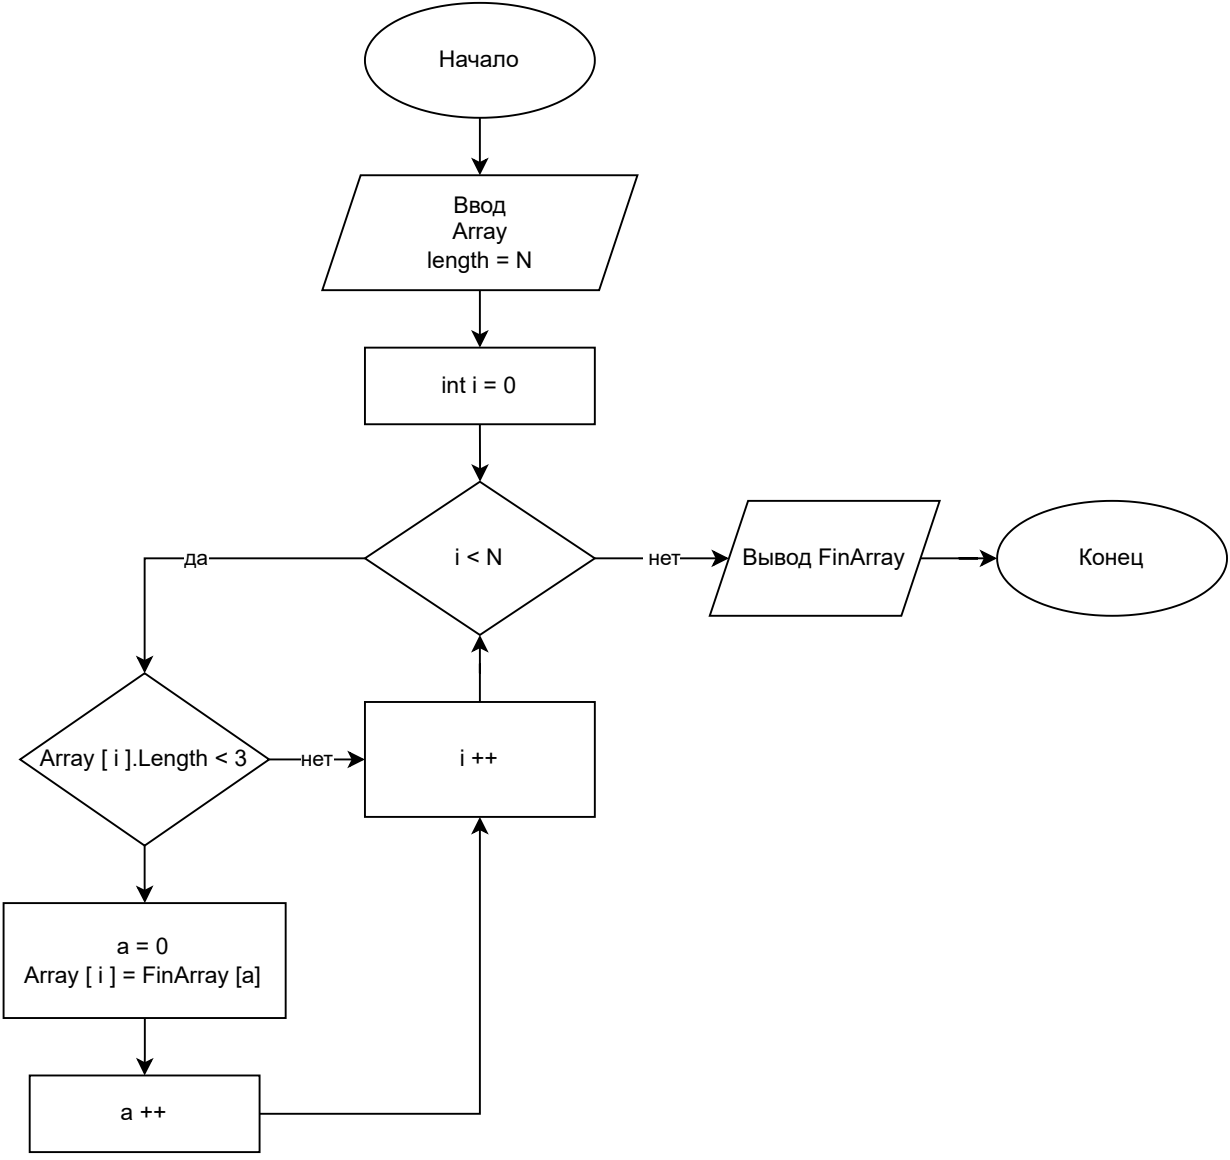 Начало
Ввод
Array
length = N
int i = 0
i < N
да
нет
Вывод FinArray
Конец
Array [ i ].Length < 3
нет
i ++
a = 0
Array [ i ] = FinArray [a]
a ++